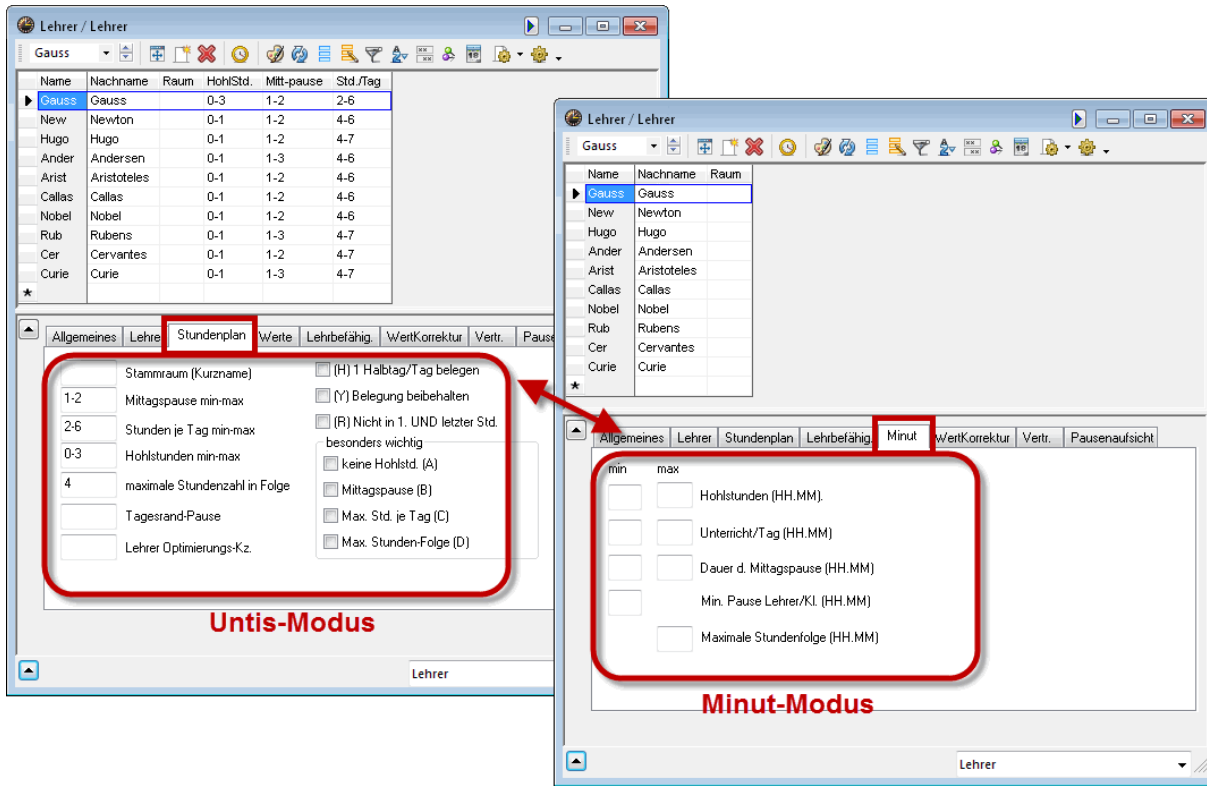 Lehrer / Lehrer
Gauss
Name Nachname Raum HohlStd. Mitt-pause Std./Tag
Gauss Gauss 0-3 1-2 2-6
New Newton 0-1 1-2 4-6
Hugo Hugo 0-1 1-2 4-7
Ander Andersen 0-1 1-3 4-6
Arist Aristoteles 0-1 1-2 4-6
Callas Callas 0-1 1-2 4-6
Nobel Nobel 0-1 1-2 4-6
Rub Rubens 0-1 1-3 4-7
Cer Cervantes 0-1 1-2 4-7
Curie Curie 0-1 1-3 4-7
*
Allgemeines Lehre Stundenplan Werte Lehrbefähig. WertKorrektur Vertr. Pause
Stammraum (Kurzname)
1-2 Mittagspause min-max
2-6 Stunden je Tag min-max
0-3 Hohlstunden min-max
4 maximale Stundenzahl in Folge
Tagesrand-Pause
Lehrer Optimierungs-Kz.
(H) 1 Halbtag/Tag belegen
(Y) Belegung beibehalten
(R) Nicht in 1. UND letzter Std.
besonders wichtig
keine Hohlstd. (A)
Mittagspause (B)
Max. Std. je Tag (C)
Max. Stunden-Folge (D)
Untis-Modus
Lehrer
Lehrer / Lehrer
Gauss
Name Nachname Raum
Gauss Gauss
New Newton
Hugo Hugo
Ander Andersen
Arist Aristoteles
Callas Callas
Nobel Nobel
Rub Rubens
Cer Cervantes
Curie Curie
*
Allgemeines Lehrer Stundenplan Lehrbefähig. Minut WertKorrektur Vertr. Pausenaufsicht
min max
Hohlstunden (HH.MM).
Unterricht/Tag (HH.MM)
Dauer d. Mittagspause (HH.MM)
Min. Pause Lehrer/Kl. (HH.MM)
Maximale Stundenfolge (HH.MM)
Minut-Modus
Lehrer